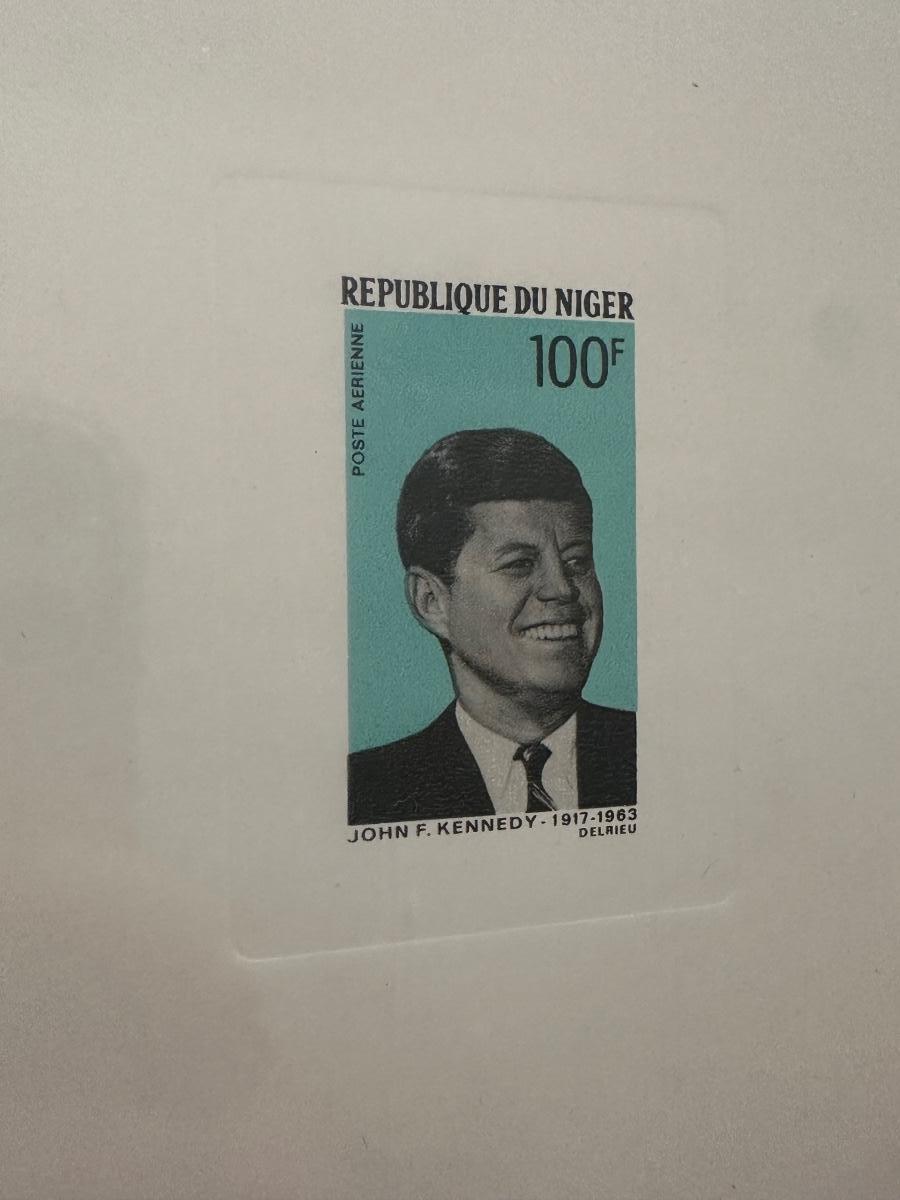 REPUBLIQUE DU NIGER
POSTE AERIENNE
100F
JOHN F. KENNEDY - 1917-1963
DELRIEU